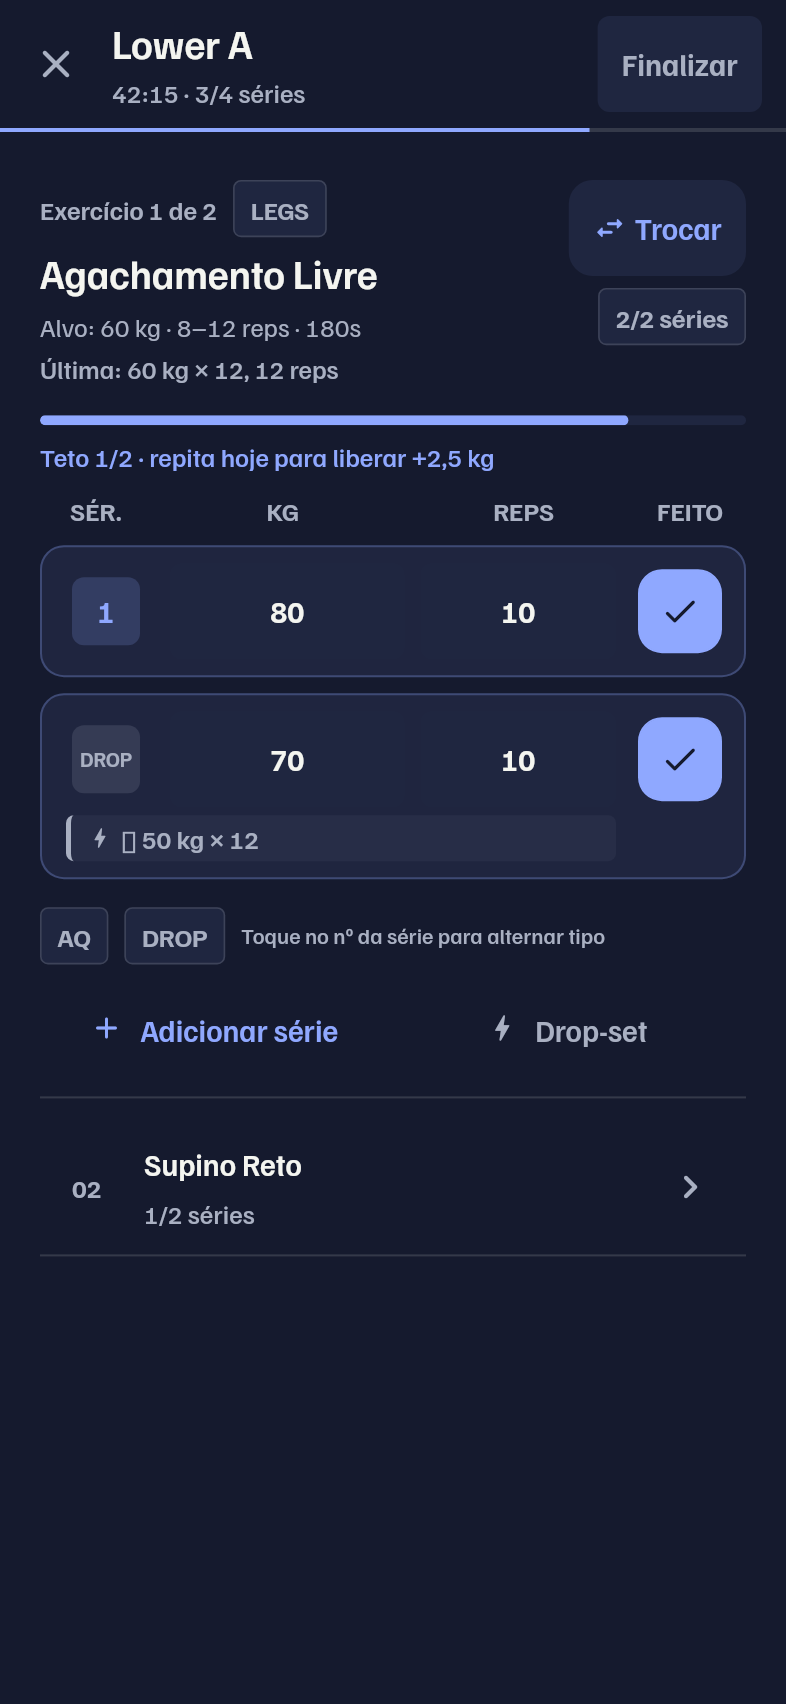 Lower A
42:15 · 3/4 séries
Finalizar
Exercício 1 de 2
LEGS
Trocar
Agachamento Livre
2/2 séries
Alvo: 60 kg · 8–12 reps · 180s
Última: 60 kg × 12, 12 reps
Teto 1/2 · repita hoje para liberar +2,5 kg
SÉR. KG REPS FEITO
1 80 10
DROP 70 10
50 kg × 12
AQ DROP Toque no nº da série para alternar tipo
Adicionar série
Drop-set
02
Supino Reto
1/2 séries